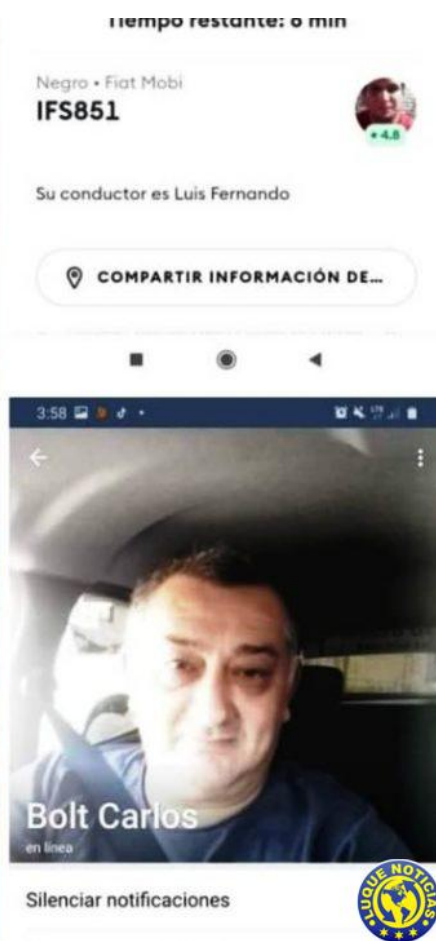 Tiempo restante: 6 min
Negro • Fiat Mobi
IFS851
4.8
Su conductor es Luis Fernando
COMPARTIR INFORMACIÓN DE...
3:58
LTE
Bolt Carlos
en línea
Silenciar notificaciones
LUQUE NOTICIAS